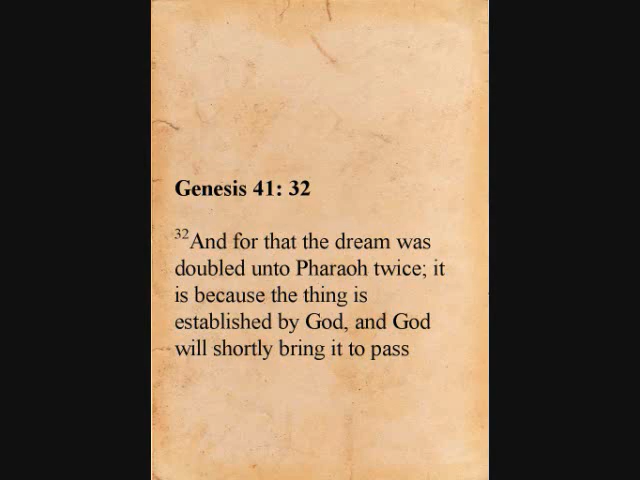 Genesis 41: 32
32And for that the dream was
doubled unto Pharaoh twice; it
is because the thing is
established by God, and God
will shortly bring it to pass